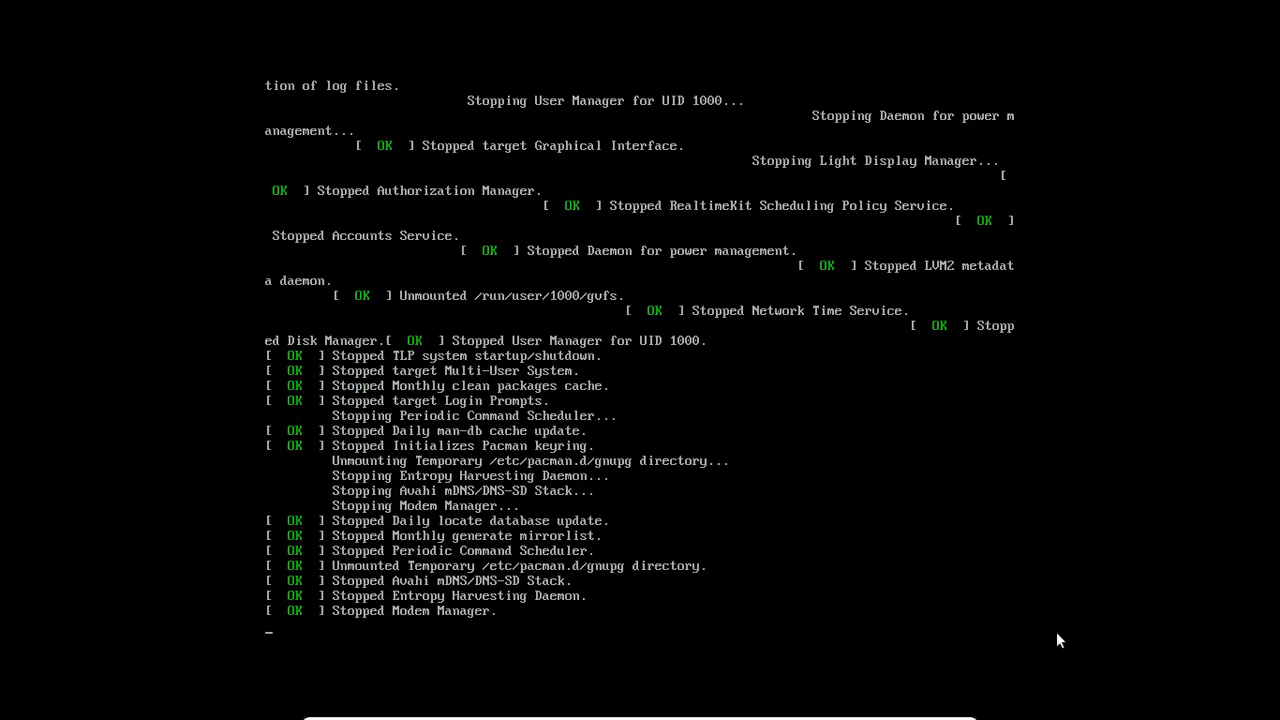 tion of log files.
Stopping User Manager for UID 1000...
Stopping Daemon for power m
anagement...
[  OK  ] Stopped target Graphical Interface.
Stopping Light Display Manager...
[
OK  ] Stopped Authorization Manager.
[  OK  ] Stopped RealtimeKit Scheduling Policy Service.
[  OK  ]
Stopped Accounts Service.
[  OK  ] Stopped Daemon for power management.
[  OK  ] Stopped LVM2 metadat
a daemon.
[  OK  ] Unmounted /run/user/1000/gvfs.
[  OK  ] Stopped Network Time Service.
[  OK  ] Stopp
ed Disk Manager.[  OK  ] Stopped User Manager for UID 1000.
[  OK  ] Stopped TLP system startup/shutdown.
[  OK  ] Stopped target Multi-User System.
[  OK  ] Stopped Monthly clean packages cache.
[  OK  ] Stopped target Login Prompts.
Stopping Periodic Command Scheduler...
[  OK  ] Stopped Daily man-db cache update.
[  OK  ] Stopped Initializes Pacman keyring.
Unmounting Temporary /etc/pacman.d/gnupg directory...
Stopping Entropy Harvesting Daemon...
Stopping Avahi mDNS/DNS-SD Stack...
Stopping Modem Manager...
[  OK  ] Stopped Daily locate database update.
[  OK  ] Stopped Monthly generate mirrorlist.
[  OK  ] Stopped Periodic Command Scheduler.
[  OK  ] Unmounted Temporary /etc/pacman.d/gnupg directory.
[  OK  ] Stopped Avahi mDNS/DNS-SD Stack.
[  OK  ] Stopped Entropy Harvesting Daemon.
[  OK  ] Stopped Modem Manager.